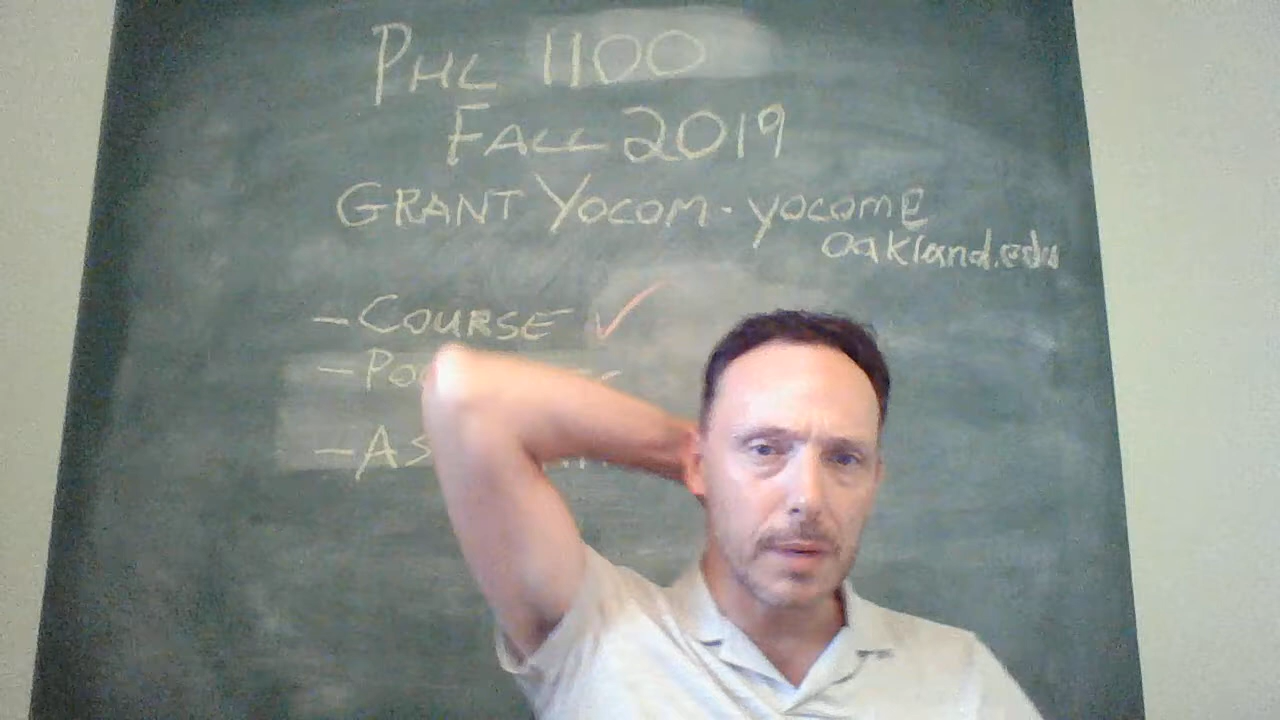 PHL 1100
FALL 2019
GRANT YOCOM - yocom@
oakland.edu
- COURSE ✓